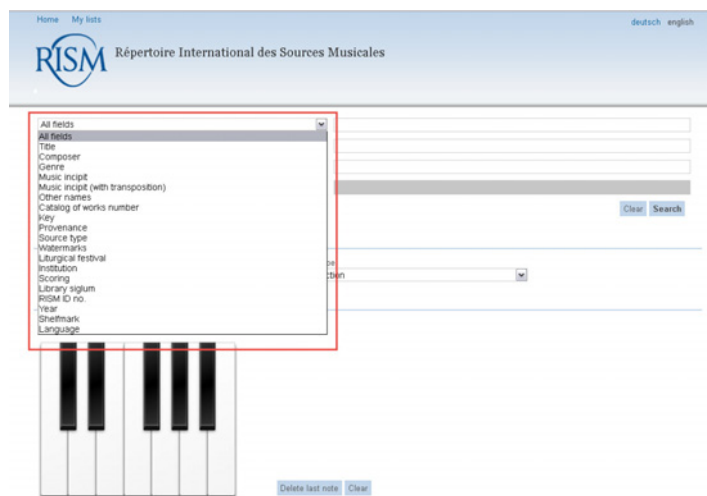 Home My lists
deutsch english
RISM Répertoire International des Sources Musicales
All fields
All fields
Title
Composer
Genre
Music incipit
Music incipit (with transposition)
Other names
Catalog of works number
Clear Search
Key
Provenance
Source type
Watermarks
Liturgical festival
Institution
Scoring
Library siglum
RISM ID no.
Year
Shelfmark
Language
Delete last note Clear